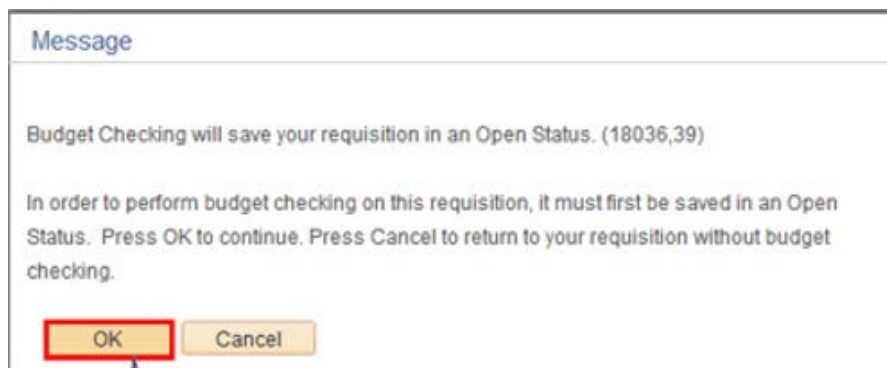 Message
Budget Checking will save your requisition in an Open Status. (18036,39)
In order to perform budget checking on this requisition, it must first be saved in an Open
Status. Press OK to continue. Press Cancel to return to your requisition without budget
checking.
OK Cancel